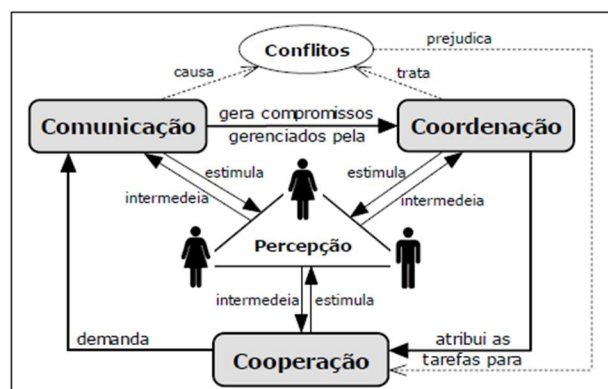 Conflitos
prejudica
causa
trata
Comunicação
gera compromissos
gerenciados pela
Coordenação
estimula
intermedeia
estimula
intermedeia
Percepção
intermedeia
estimula
demanda
Cooperação
atribui as
tarefas para